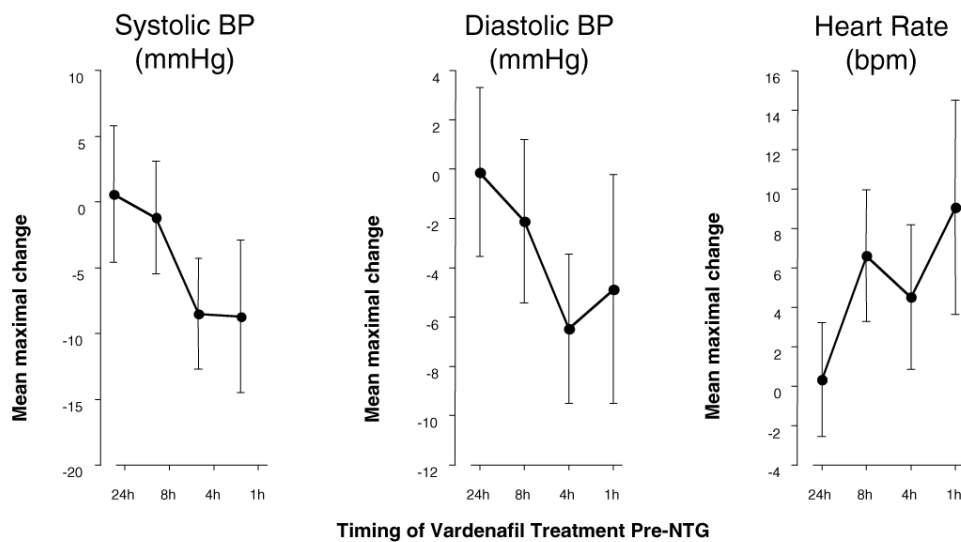 Systolic BP
(mmHg)
Diastolic BP
(mmHg)
Heart Rate
(bpm)
Mean maximal change
10
5
0
-5
-10
-15
-20
24h 8h 4h 1h
Mean maximal change
4
2
0
-2
-4
-6
-8
-10
-12
24h 8h 4h 1h
Mean maximal change
16
14
12
10
8
6
4
2
0
-2
-4
24h 8h 4h 1h
Timing of Vardenafil Treatment Pre-NTG